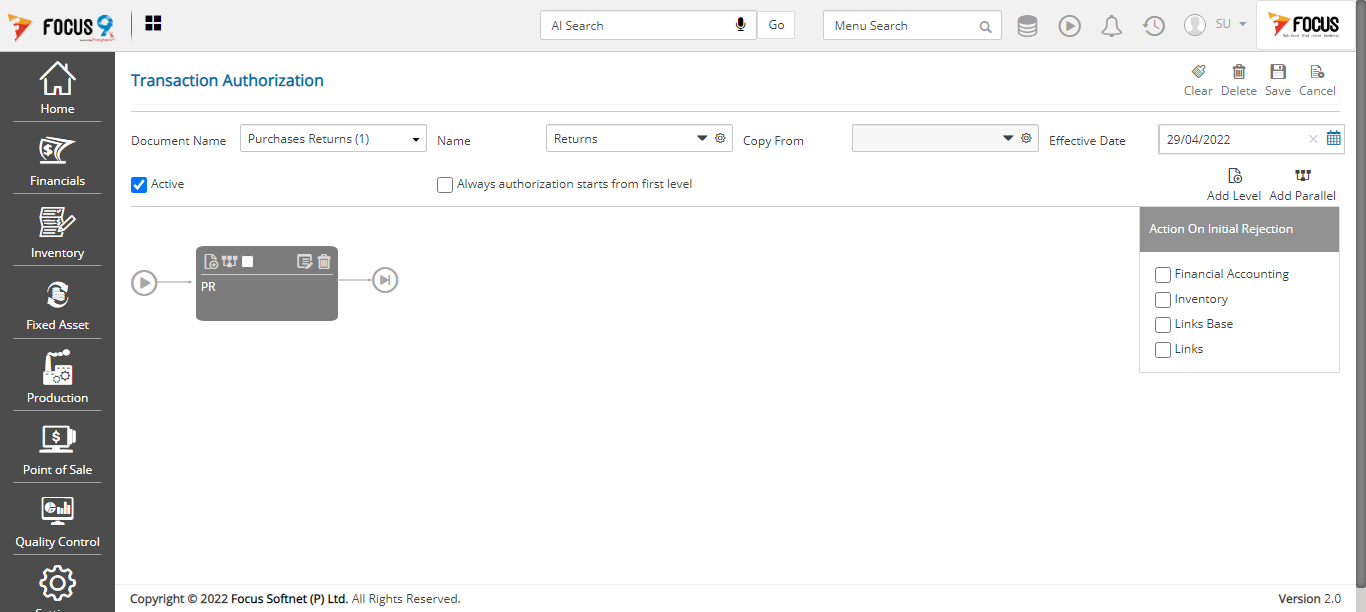 FOCUS 9
AI Search
Go
Menu Search
SU
FOCUS
Home
Financials
Inventory
Fixed Asset
Production
Point of Sale
Quality Control
Transaction Authorization
Clear
Delete
Save
Cancel
Document Name
Purchases Returns (1)
Name
Returns
Copy From
Effective Date
29/04/2022
Active
Always authorization starts from first level
Add Level
Add Parallel
Action On Initial Rejection
Financial Accounting
Inventory
Links Base
Links
PR
Copyright © 2022 Focus Softnet (P) Ltd. All Rights Reserved.
Version 2.0